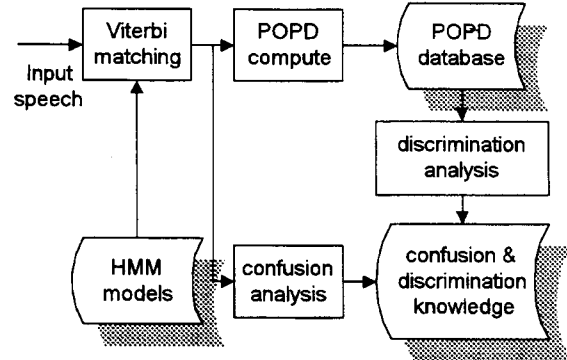 Viterbi
matching
POPD
compute
POPD
database
Input
speech
discrimination
analysis
HMM
models
confusion
analysis
confusion &
discrimination
knowledge